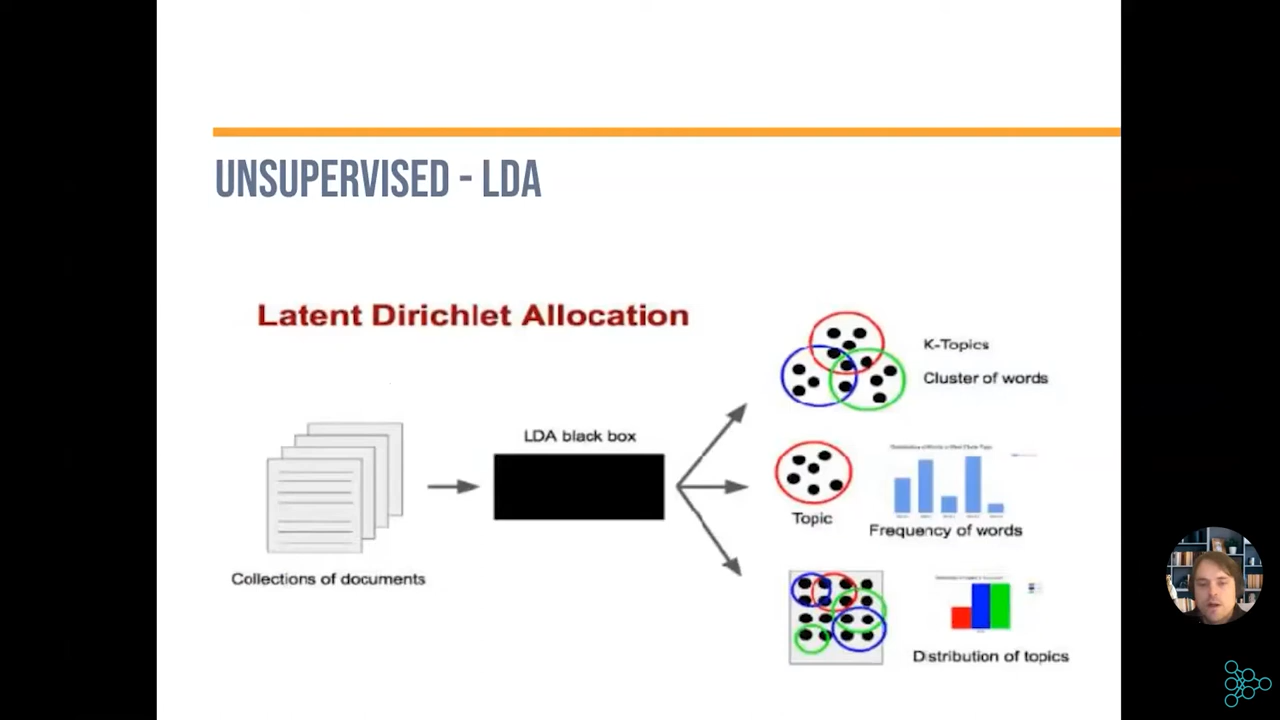 UNSUPERVISED - LDA
Latent Dirichlet Allocation
K-Topics
Cluster of words
LDA black box
Topic
Frequency of words
Collections of documents
Distribution of topics